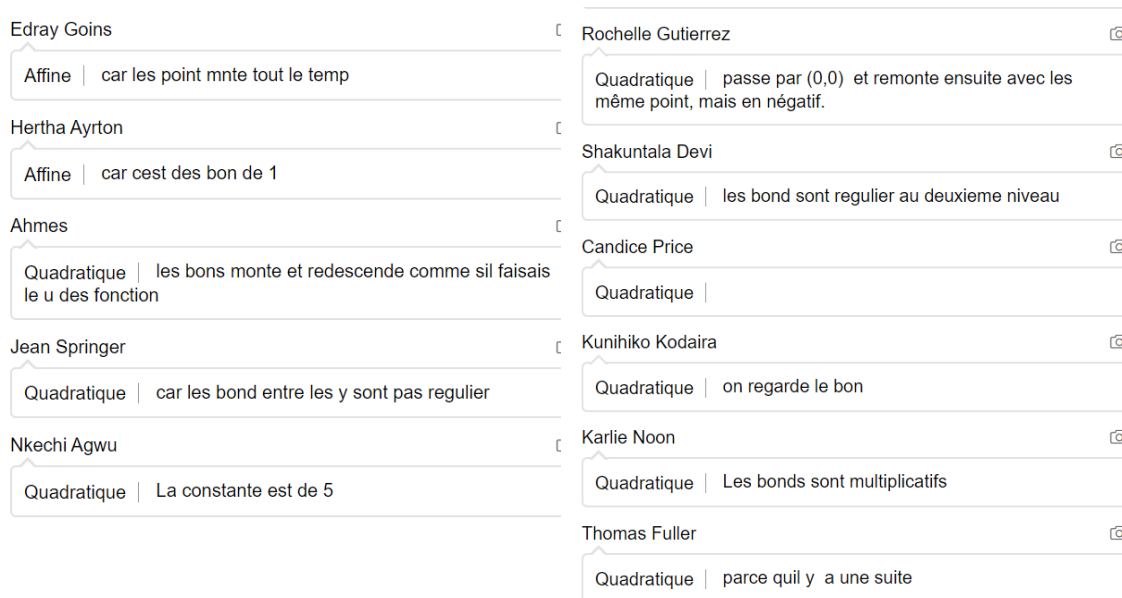 Edray Goins
Affine | car les point mnte tout le temp
Hertha Ayrton
Affine | car cest des bon de 1
Ahmes
Quadratique | les bons monte et redescende comme sil faisais
le u des fonction
Jean Springer
Quadratique | car les bond entre les y sont pas regulier
Nkechi Agwu
Quadratique | La constante est de 5
Rochelle Gutierrez
Quadratique | passe par (0,0) et remonte ensuite avec les
même point, mais en négatif.
Shakuntala Devi
Quadratique | les bond sont regulier au deuxieme niveau
Candice Price
Quadratique |
Kunihiko Kodaira
Quadratique | on regarde le bon
Karlie Noon
Quadratique | Les bonds sont multiplicatifs
Thomas Fuller
Quadratique | parce quil y a une suite